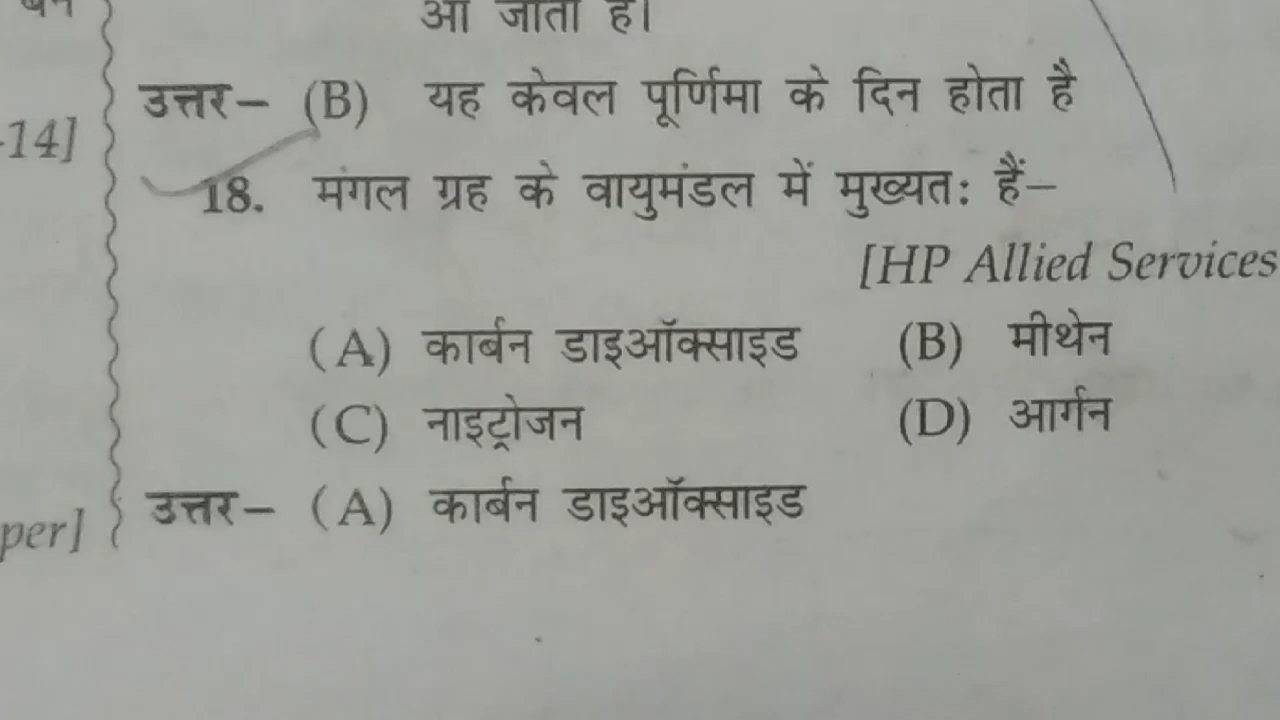 आ जाता है।
उत्तर– (B) यह केवल पूर्णिमा के दिन होता है
-14]
18. मंगल ग्रह के वायुमंडल में मुख्यतः हैं–
[HP Allied Services
(A) कार्बन डाइऑक्साइड (B) मीथेन
(C) नाइट्रोजन (D) आर्गन
उत्तर– (A) कार्बन डाइऑक्साइड
per]